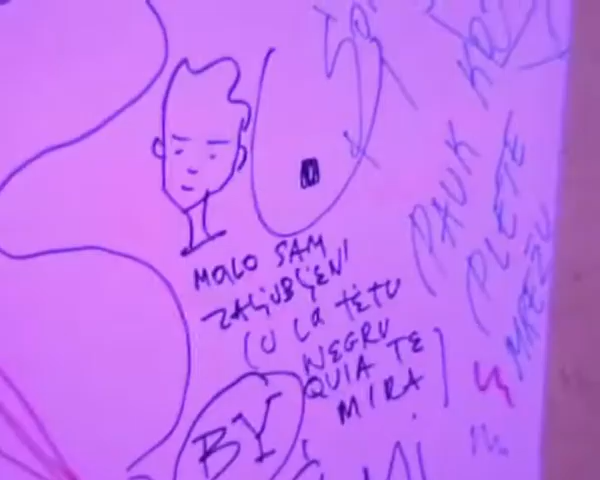 MALO SAM
ZALJUBLJENI
(U LA TETU
NEGRU
QUIA TE
MIRA)
BY
PAUK
PLETE
MREŽU